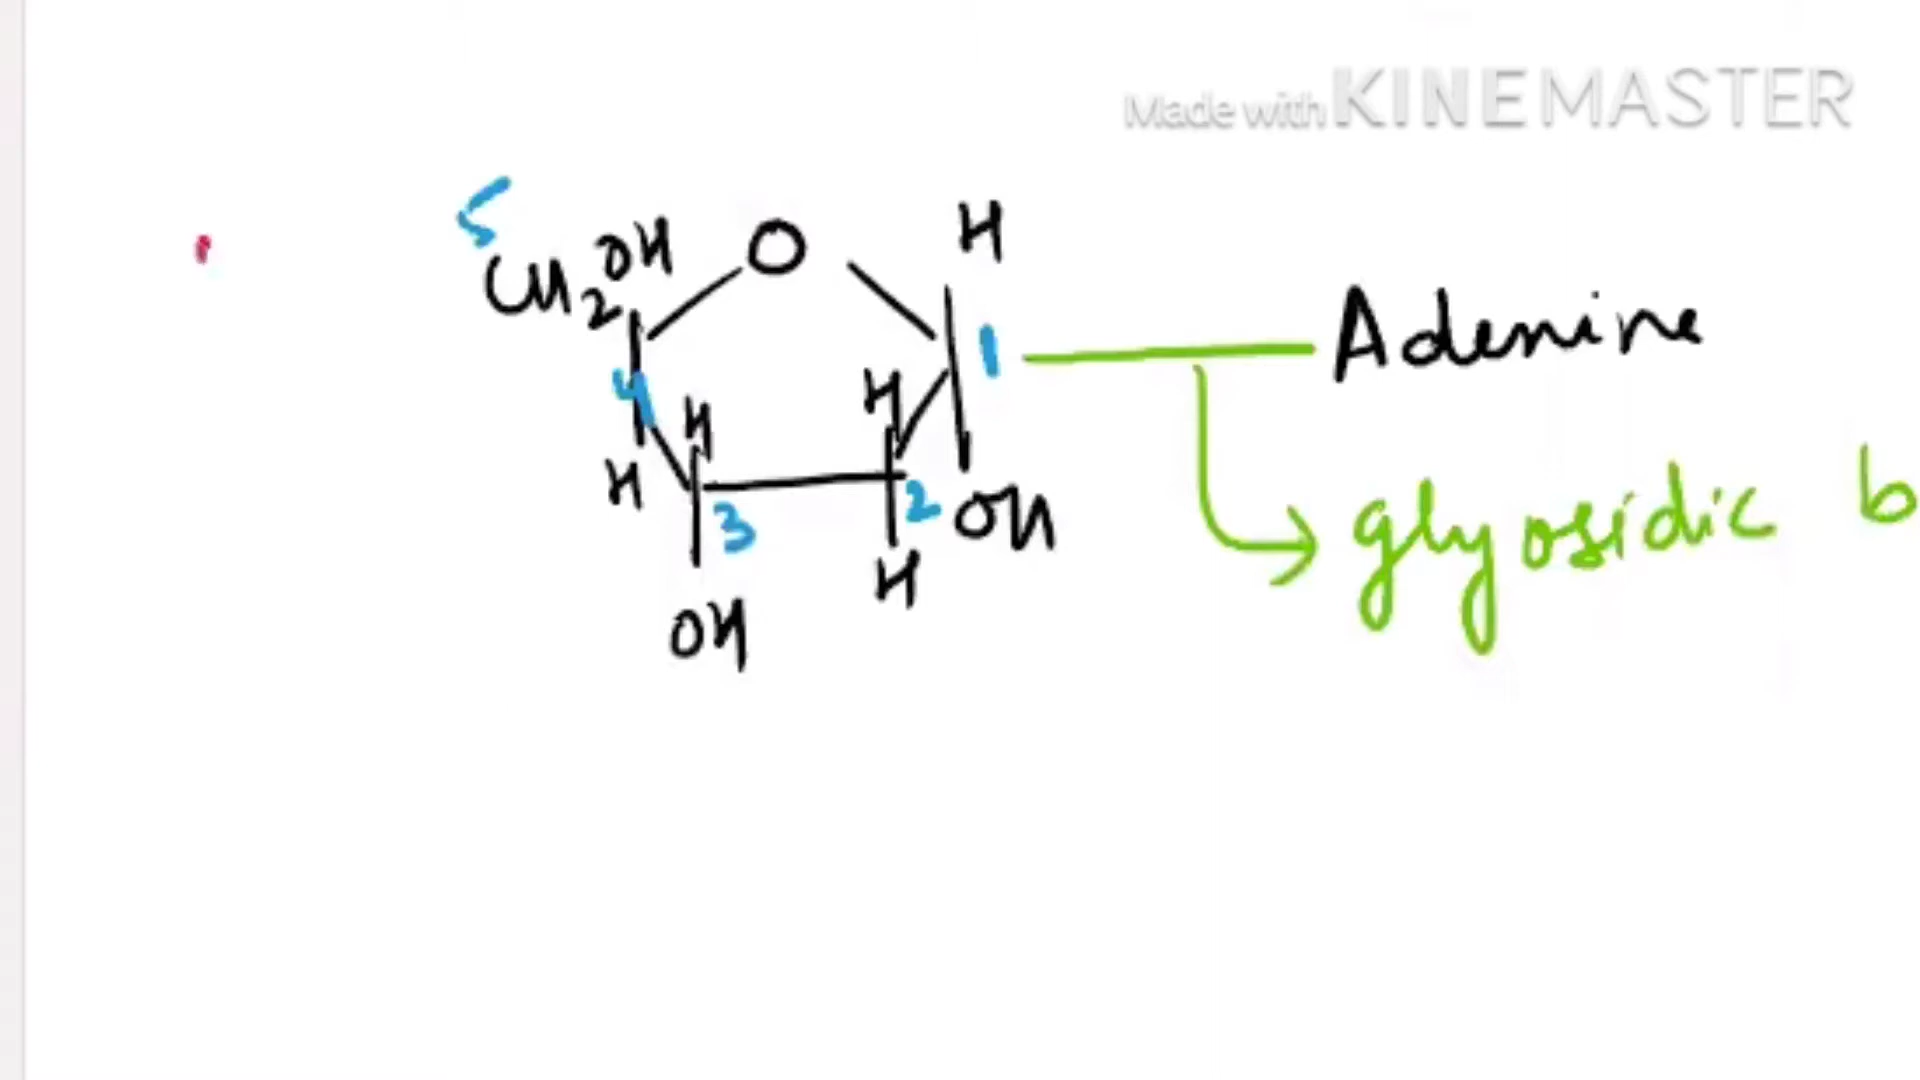 Made with KINEMASTER
5
CH2OH O H
1 Adenine
4 H H
H 3 2 OH glyosidic b
H
OH